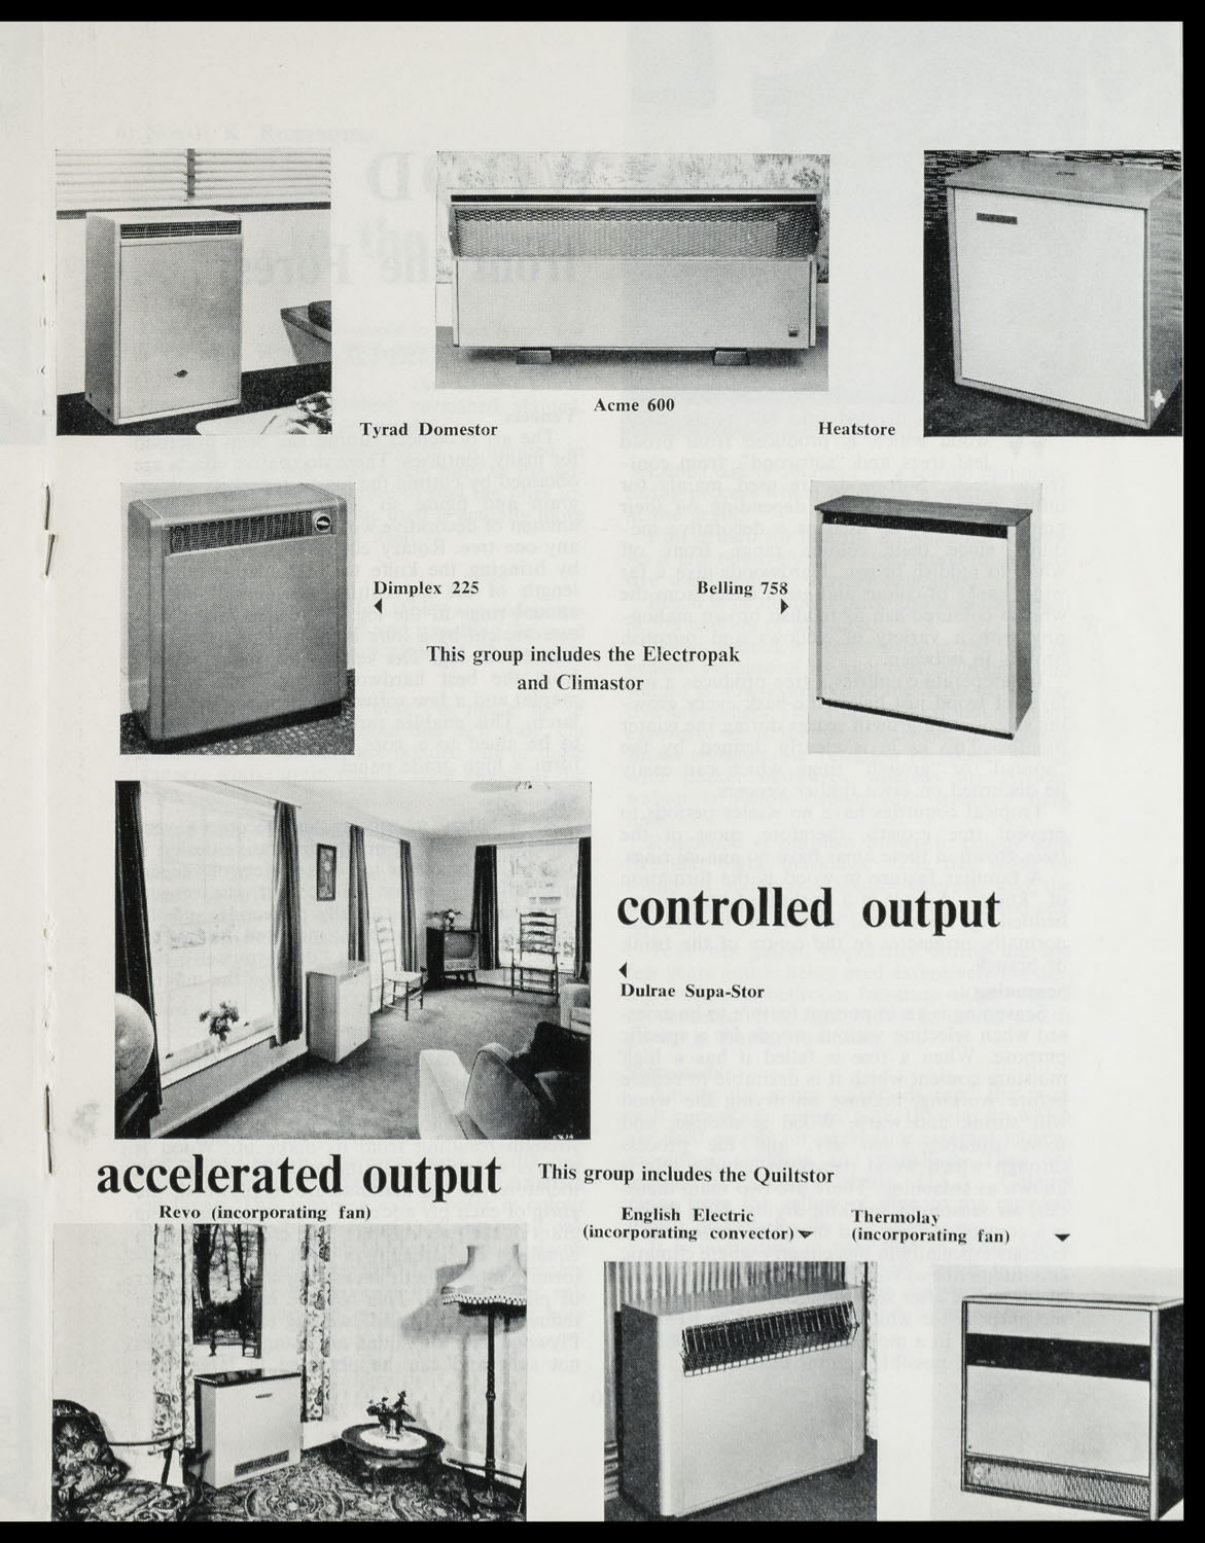 Acme 600
Tyrad Domestor
Heatstore
Dimplex 225
Belling 758
This group includes the Electropak
and Climastor
controlled output
Dulrae Supa-Stor
accelerated output
This group includes the Quiltstor
Revo (incorporating fan)
English Electric
(incorporating convector)
Thermolay
(incorporating fan)